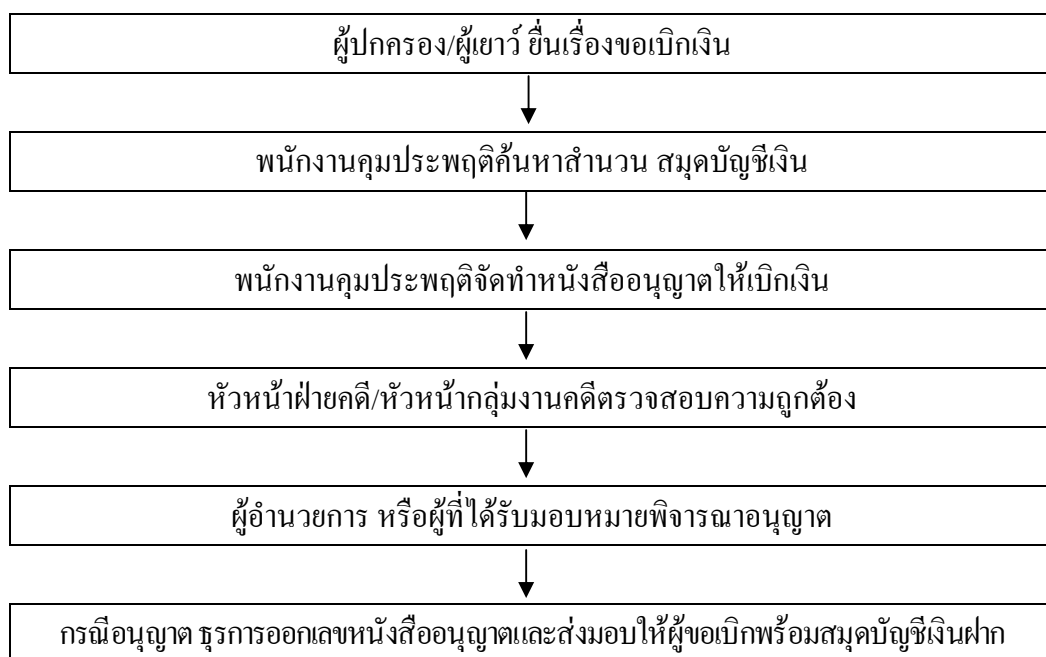 ผู้ปกครอง/ผู้เยาว์ ยื่นเรื่องขอเบิกเงิน
พนักงานคุมประพฤติค้นหาสำนวน สมุดบัญชีเงิน
พนักงานคุมประพฤติจัดทำหนังสืออนุญาตให้เบิกเงิน
หัวหน้าฝ่ายคดี/หัวหน้ากลุ่มงานคดีตรวจสอบความถูกต้อง
ผู้อำนวยการ หรือผู้ที่ได้รับมอบหมายพิจารณาอนุญาต
กรณีอนุญาต ธุรการออกเลขหนังสืออนุญาตและส่งมอบให้ผู้ขอเบิกพร้อมสมุดบัญชีเงินฝาก